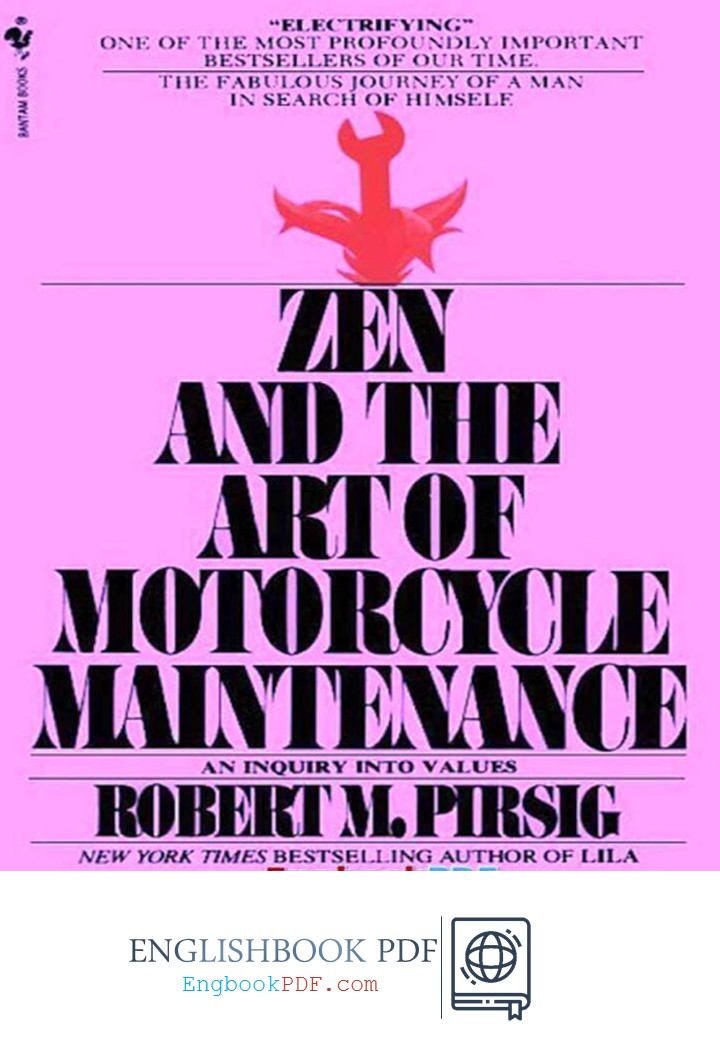 "ELECTRIFYING"
ONE OF THE MOST PROFOUNDLY IMPORTANT
BESTSELLERS OF OUR TIME.
THE FABULOUS JOURNEY OF A MAN
IN SEARCH OF HIMSELF
BANTAM BOOKS
®
ZEN
AND THE
ART OF
MOTORCYCLE
MAINTENANCE
AN INQUIRY INTO VALUES
ROBERT M. PIRSIG
NEW YORK TIMES BESTSELLING AUTHOR OF LILA
ENGLISHBOOK PDF
EngbookPDF.com